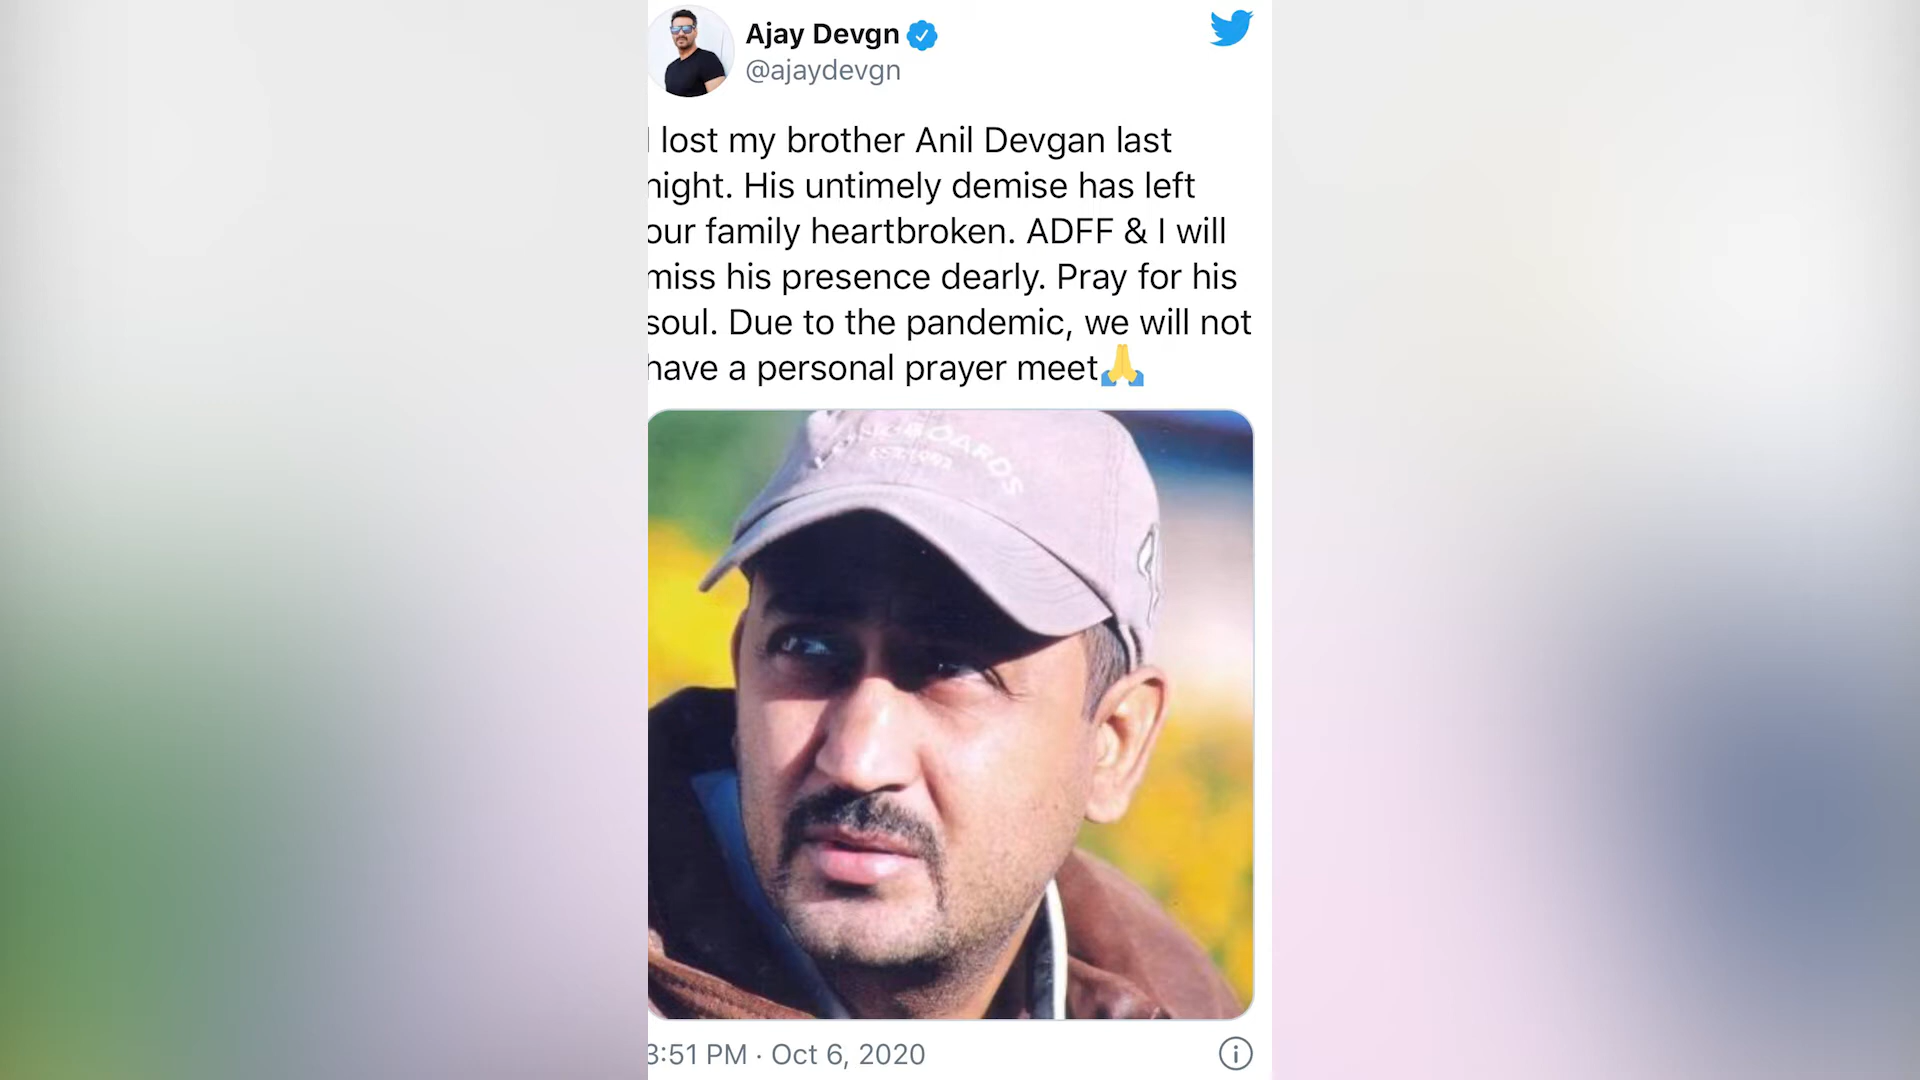 Ajay Devgn
@ajaydevgn
I lost my brother Anil Devgan last
night. His untimely demise has left
our family heartbroken. ADFF & I will
miss his presence dearly. Pray for his
soul. Due to the pandemic, we will not
have a personal prayer meet🙏
LONGBOARDS
3:51 PM · Oct 6, 2020